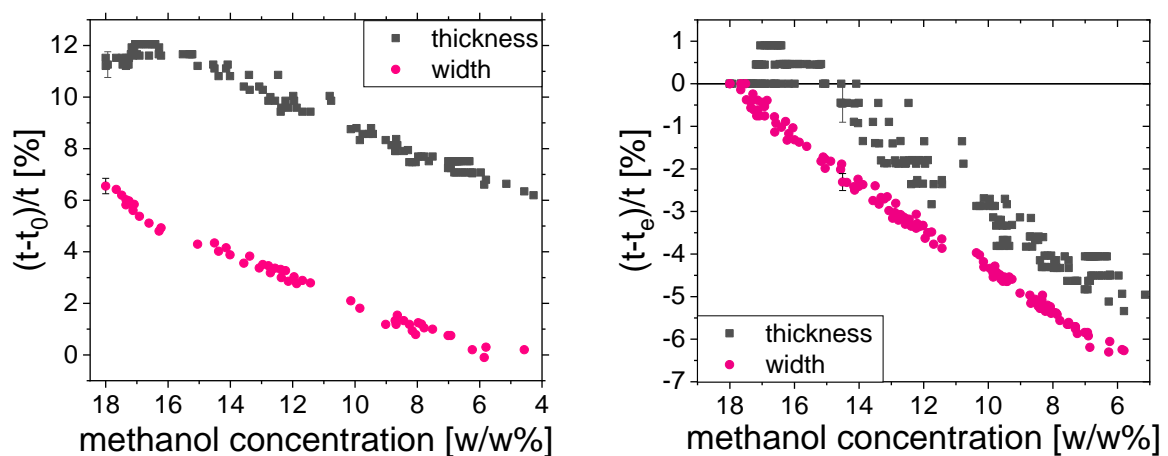 12
10
8
6
4
2
0
(t-t₀)/t [%]
18 16 14 12 10 8 6 4
methanol concentration [w/w%]
thickness
width
1
0
-1
-2
-3
-4
-5
-6
-7
(t-tₑ)/t [%]
18 16 14 12 10 8 6
methanol concentration [w/w%]
thickness
width